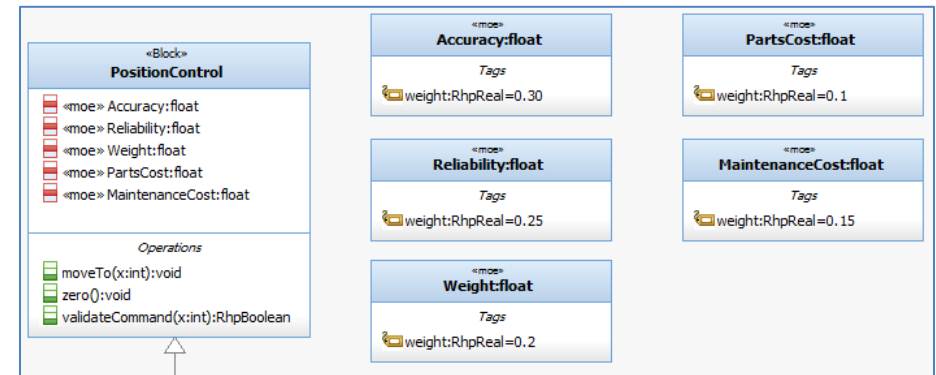 «Block»
PositionControl
«moe» Accuracy:float
«moe» Reliability:float
«moe» Weight:float
«moe» PartsCost:float
«moe» MaintenanceCost:float
Operations
moveTo(x:int):void
zero():void
validateCommand(x:int):RhpBoolean
«moe»
Accuracy:float
Tags
weight:RhpReal=0.30
«moe»
Reliability:float
Tags
weight:RhpReal=0.25
«moe»
Weight:float
Tags
weight:RhpReal=0.2
«moe»
PartsCost:float
Tags
weight:RhpReal=0.1
«moe»
MaintenanceCost:float
Tags
weight:RhpReal=0.15